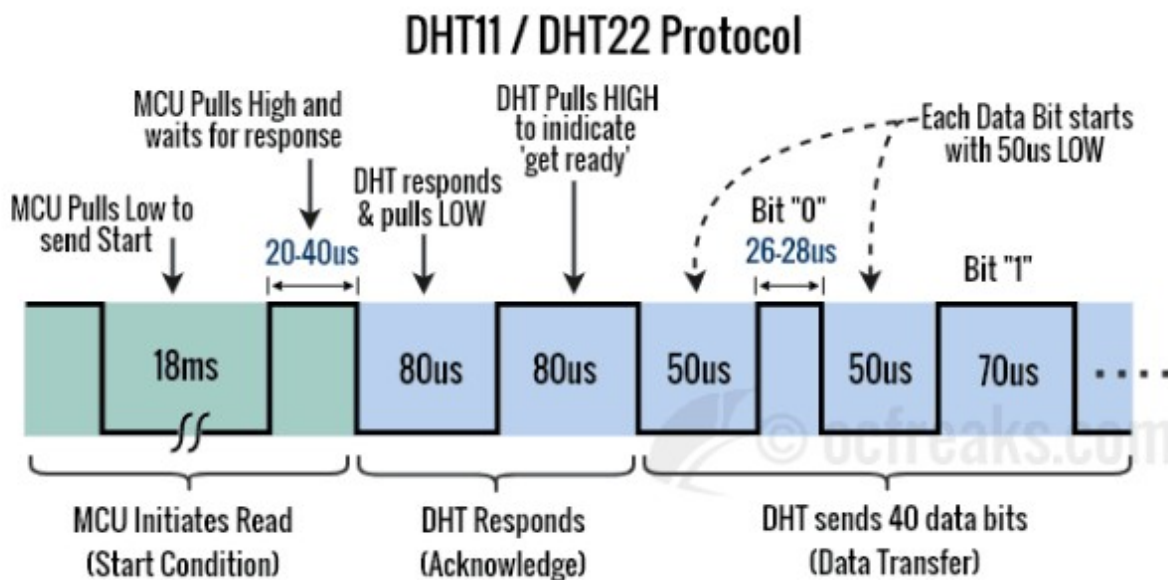 DHT11 / DHT22 Protocol
MCU Pulls High and
waits for response
DHT Pulls HIGH
to inidicate
'get ready'
Each Data Bit starts
with 50us LOW
MCU Pulls Low to
send Start
DHT responds
& pulls LOW
20-40us
Bit "0"
26-28us
Bit "1"
18ms
80us
80us
50us
50us
70us
© ocfreaks.com
MCU Initiates Read
(Start Condition)
DHT Responds
(Acknowledge)
DHT sends 40 data bits
(Data Transfer)